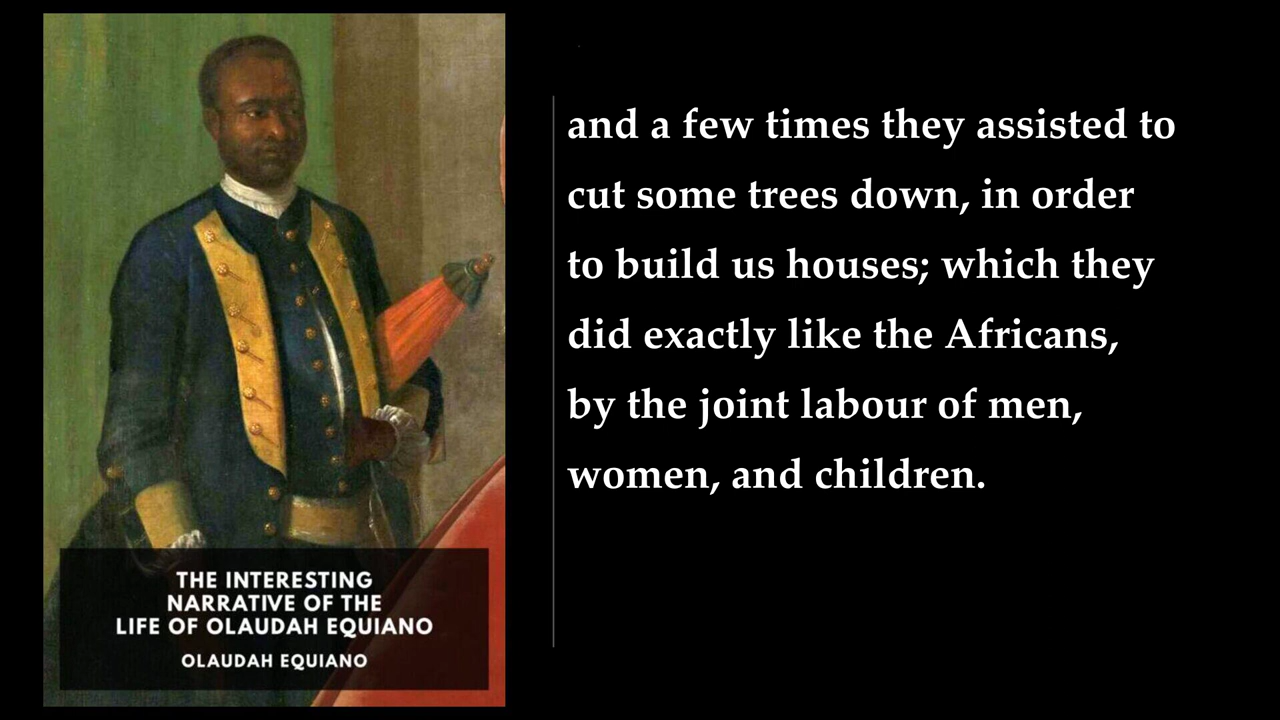 THE INTERESTING
NARRATIVE OF THE
LIFE OF OLAUDAH EQUIANO
OLAUDAH EQUIANO
and a few times they assisted to
cut some trees down, in order
to build us houses; which they
did exactly like the Africans,
by the joint labour of men,
women, and children.